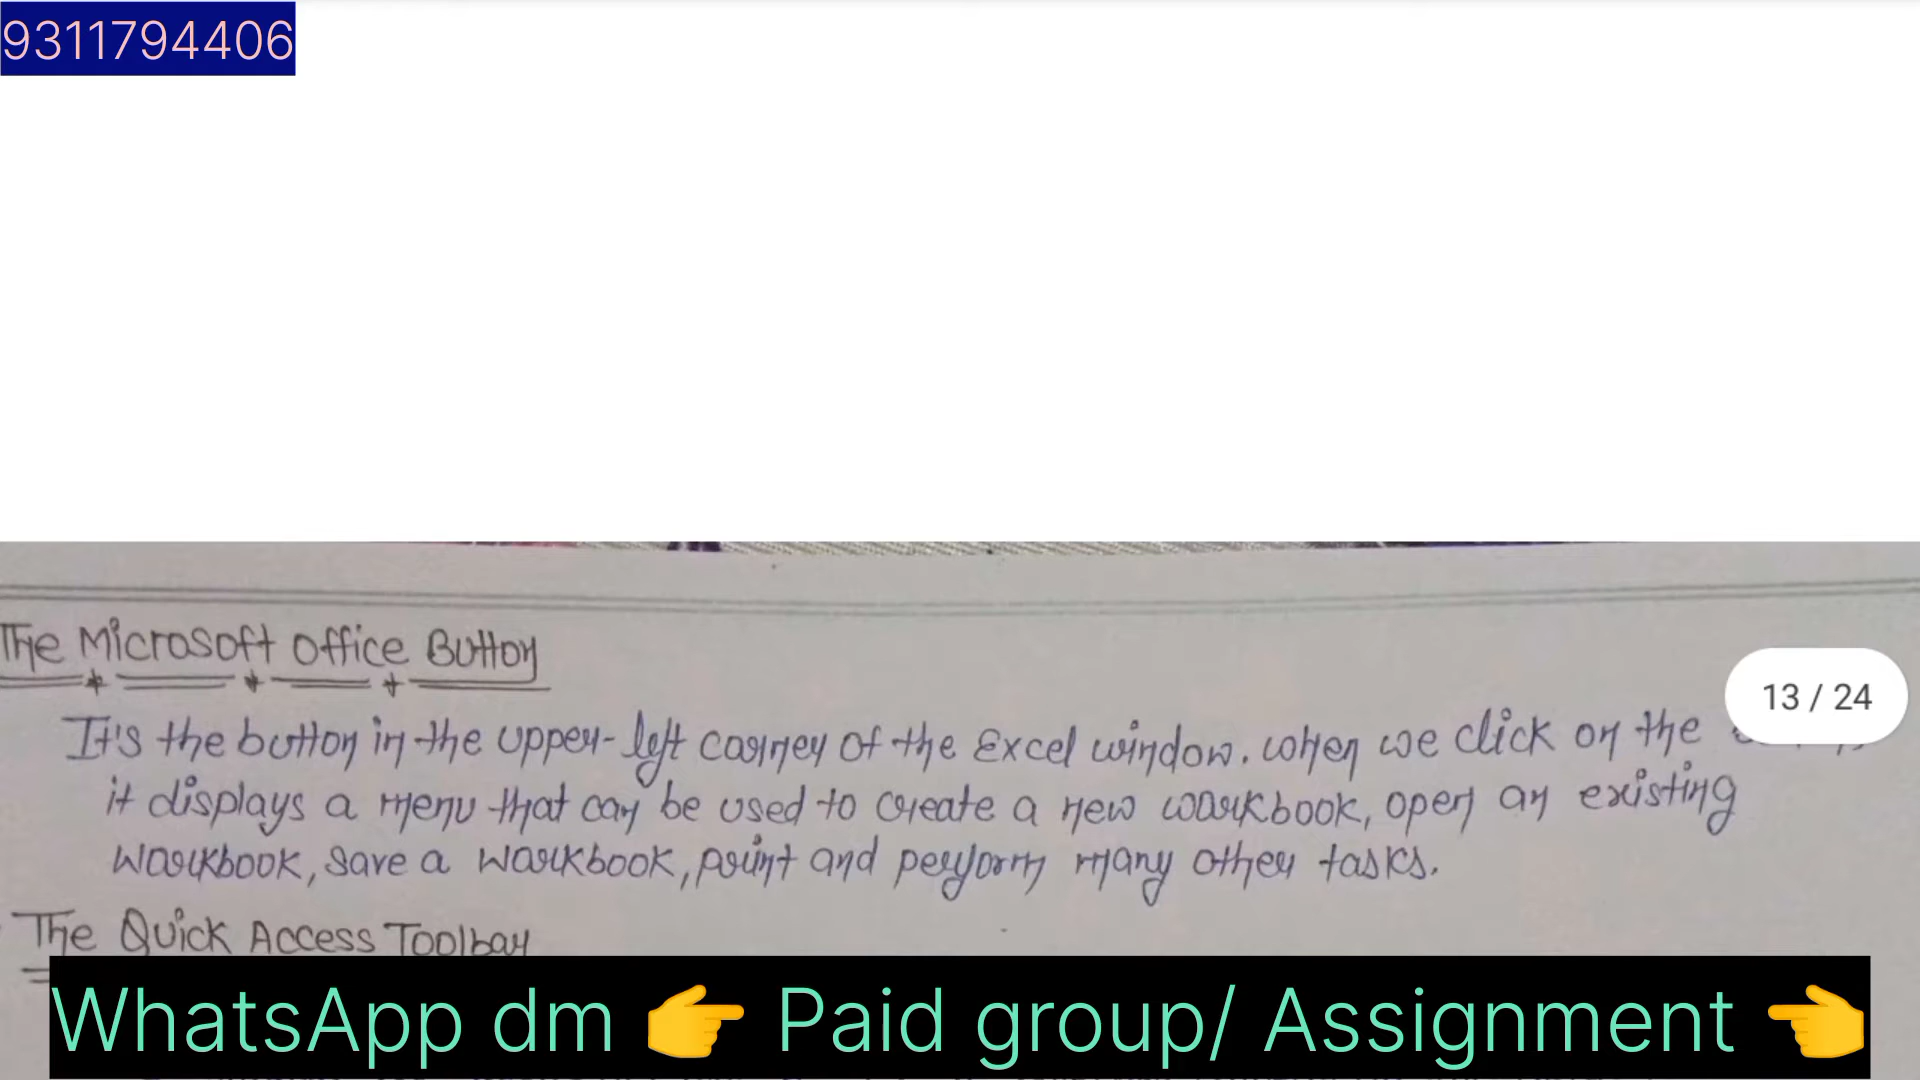 9311794406
The Microsoft office Button
It's the button in the upper-left corner of the Excel window. when we click on the
13 / 24
it displays a menu that can be used to create a new workbook, open an existing
workbook, save a workbook, print and perform many other tasks.
The Quick Access Toolbar
WhatsApp dm 👉 Paid group/ Assignment 👈